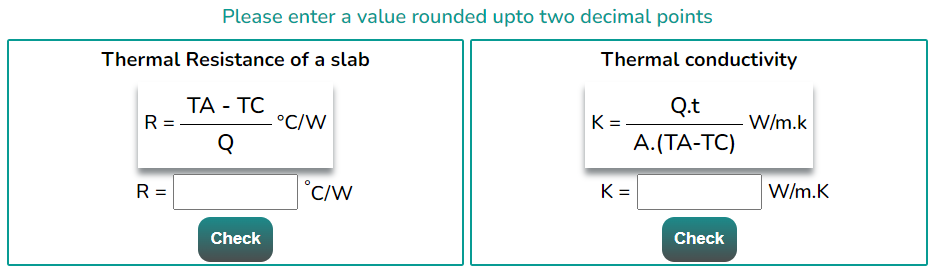 Please enter a value rounded upto two decimal points
Thermal Resistance of a slab
R = TA - TC / Q °C/W
R = °C/W
Check
Thermal conductivity
K = Q.t / A.(TA-TC) W/m.k
K = W/m.K
Check